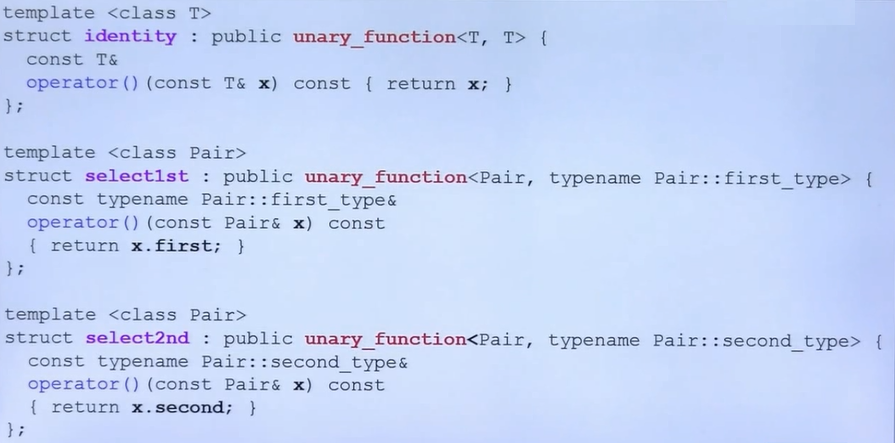 template <class T>
struct identity : public unary_function<T, T> {
  const T&
  operator()(const T& x) const { return x; }
};
template <class Pair>
struct select1st : public unary_function<Pair, typename Pair::first_type> {
  const typename Pair::first_type&
  operator()(const Pair& x) const
  { return x.first; }
};
template <class Pair>
struct select2nd : public unary_function<Pair, typename Pair::second_type> {
  const typename Pair::second_type&
  operator()(const Pair& x) const
  { return x.second; }
};